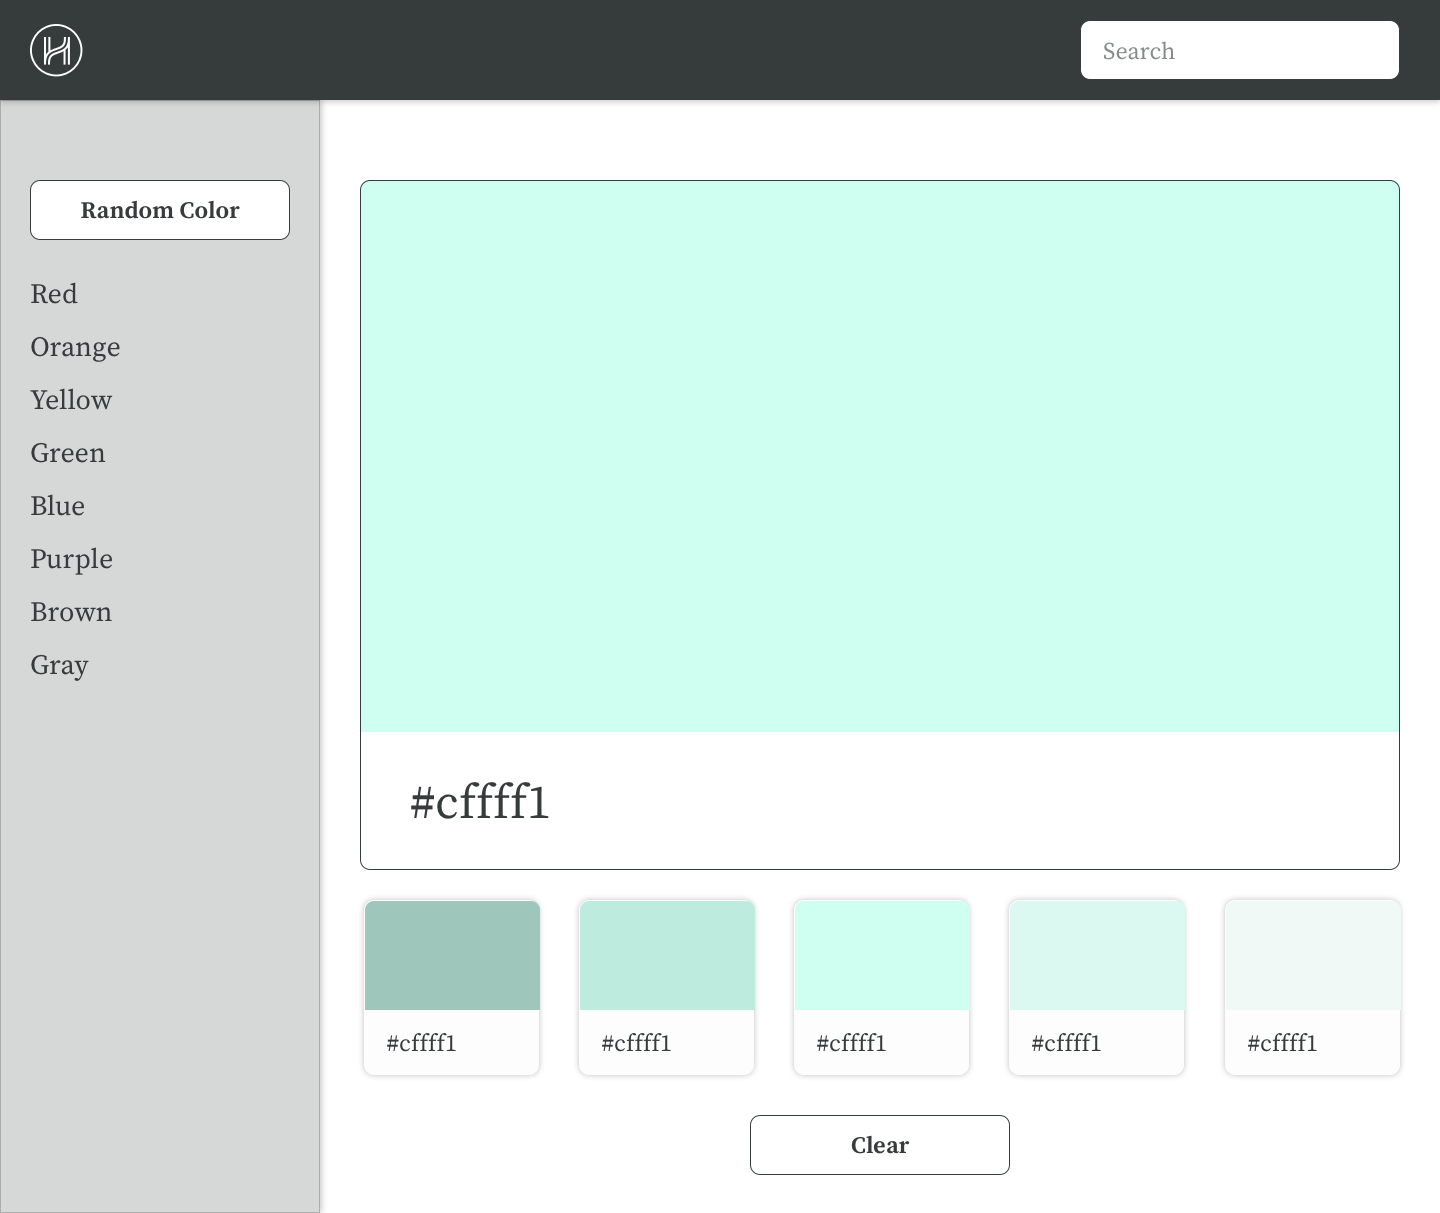 Search
Random Color
Red
Orange
Yellow
Green
Blue
Purple
Brown
Gray
#cffff1
#cffff1
#cffff1
#cffff1
#cffff1
#cffff1
Clear